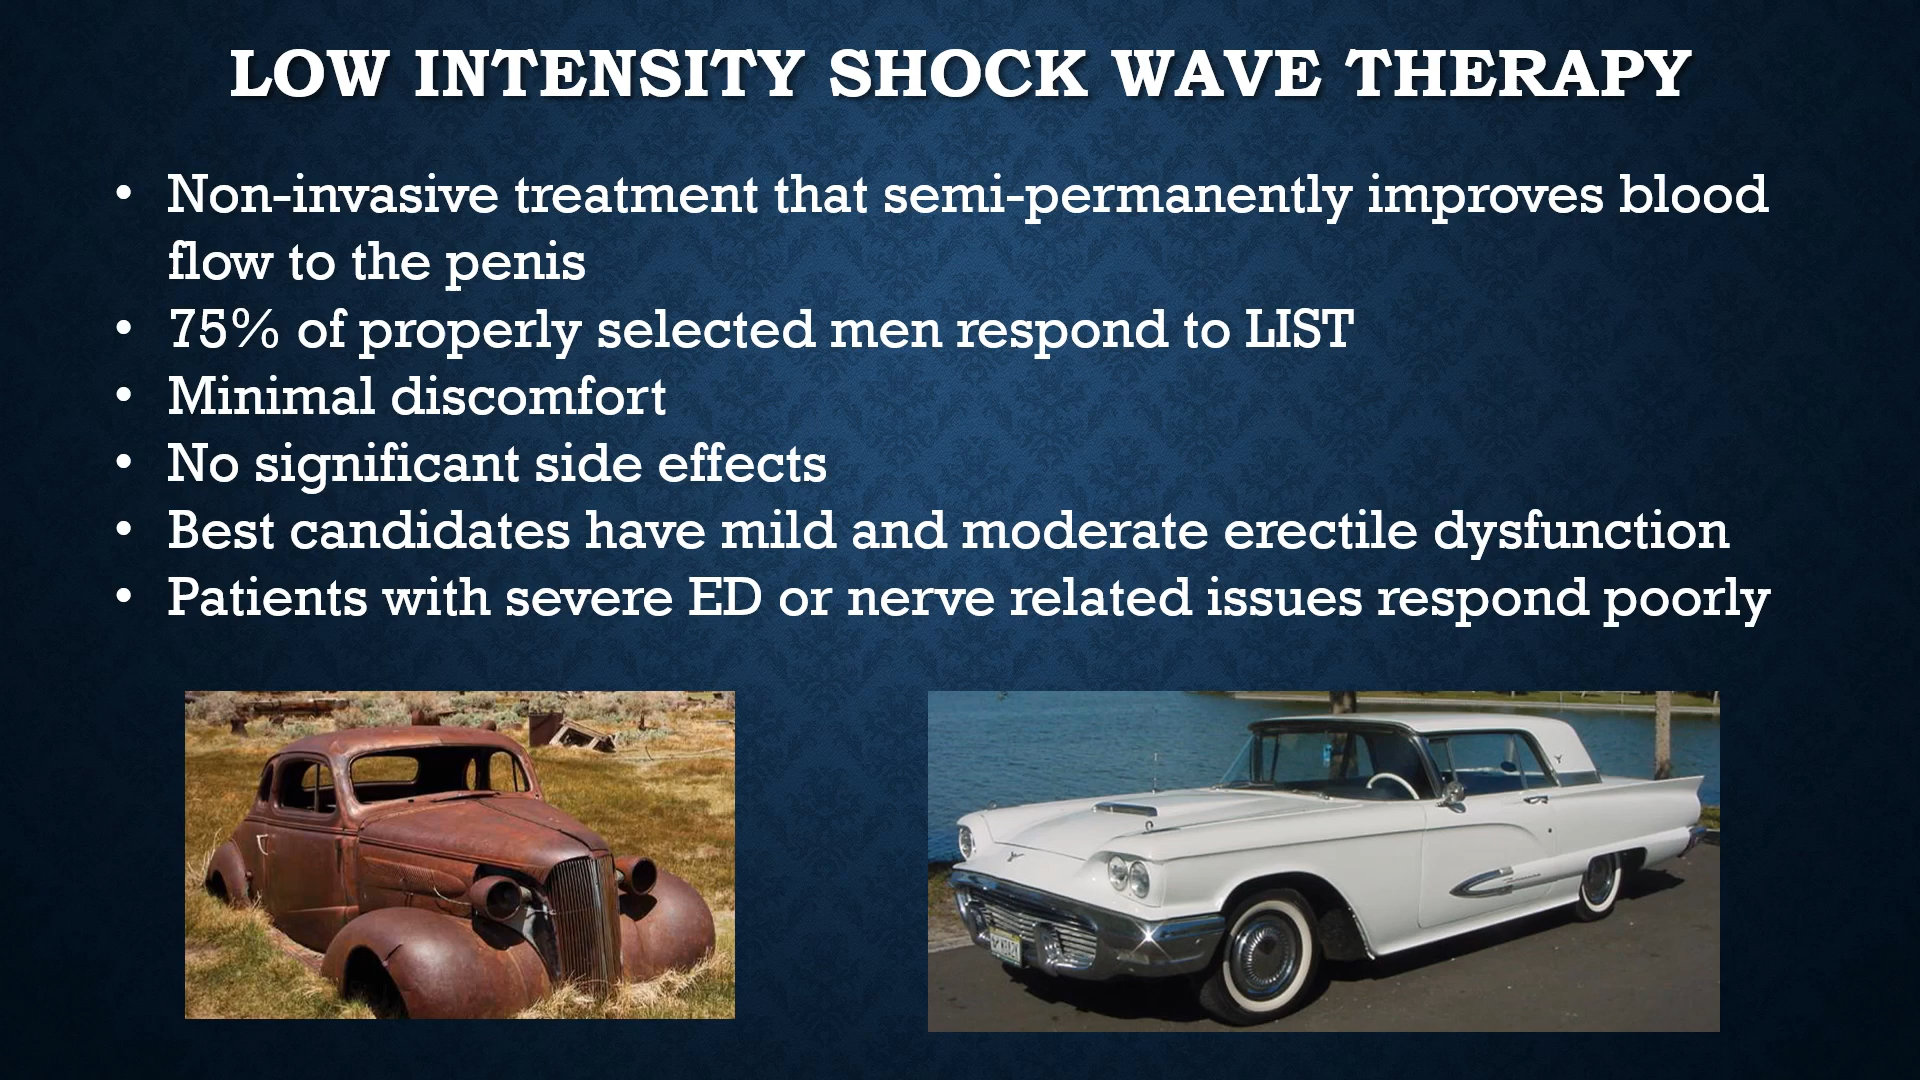 LOW INTENSITY SHOCK WAVE THERAPY
• Non-invasive treatment that semi-permanently improves blood
flow to the penis
• 75% of properly selected men respond to LIST
• Minimal discomfort
• No significant side effects
• Best candidates have mild and moderate erectile dysfunction
• Patients with severe ED or nerve related issues respond poorly